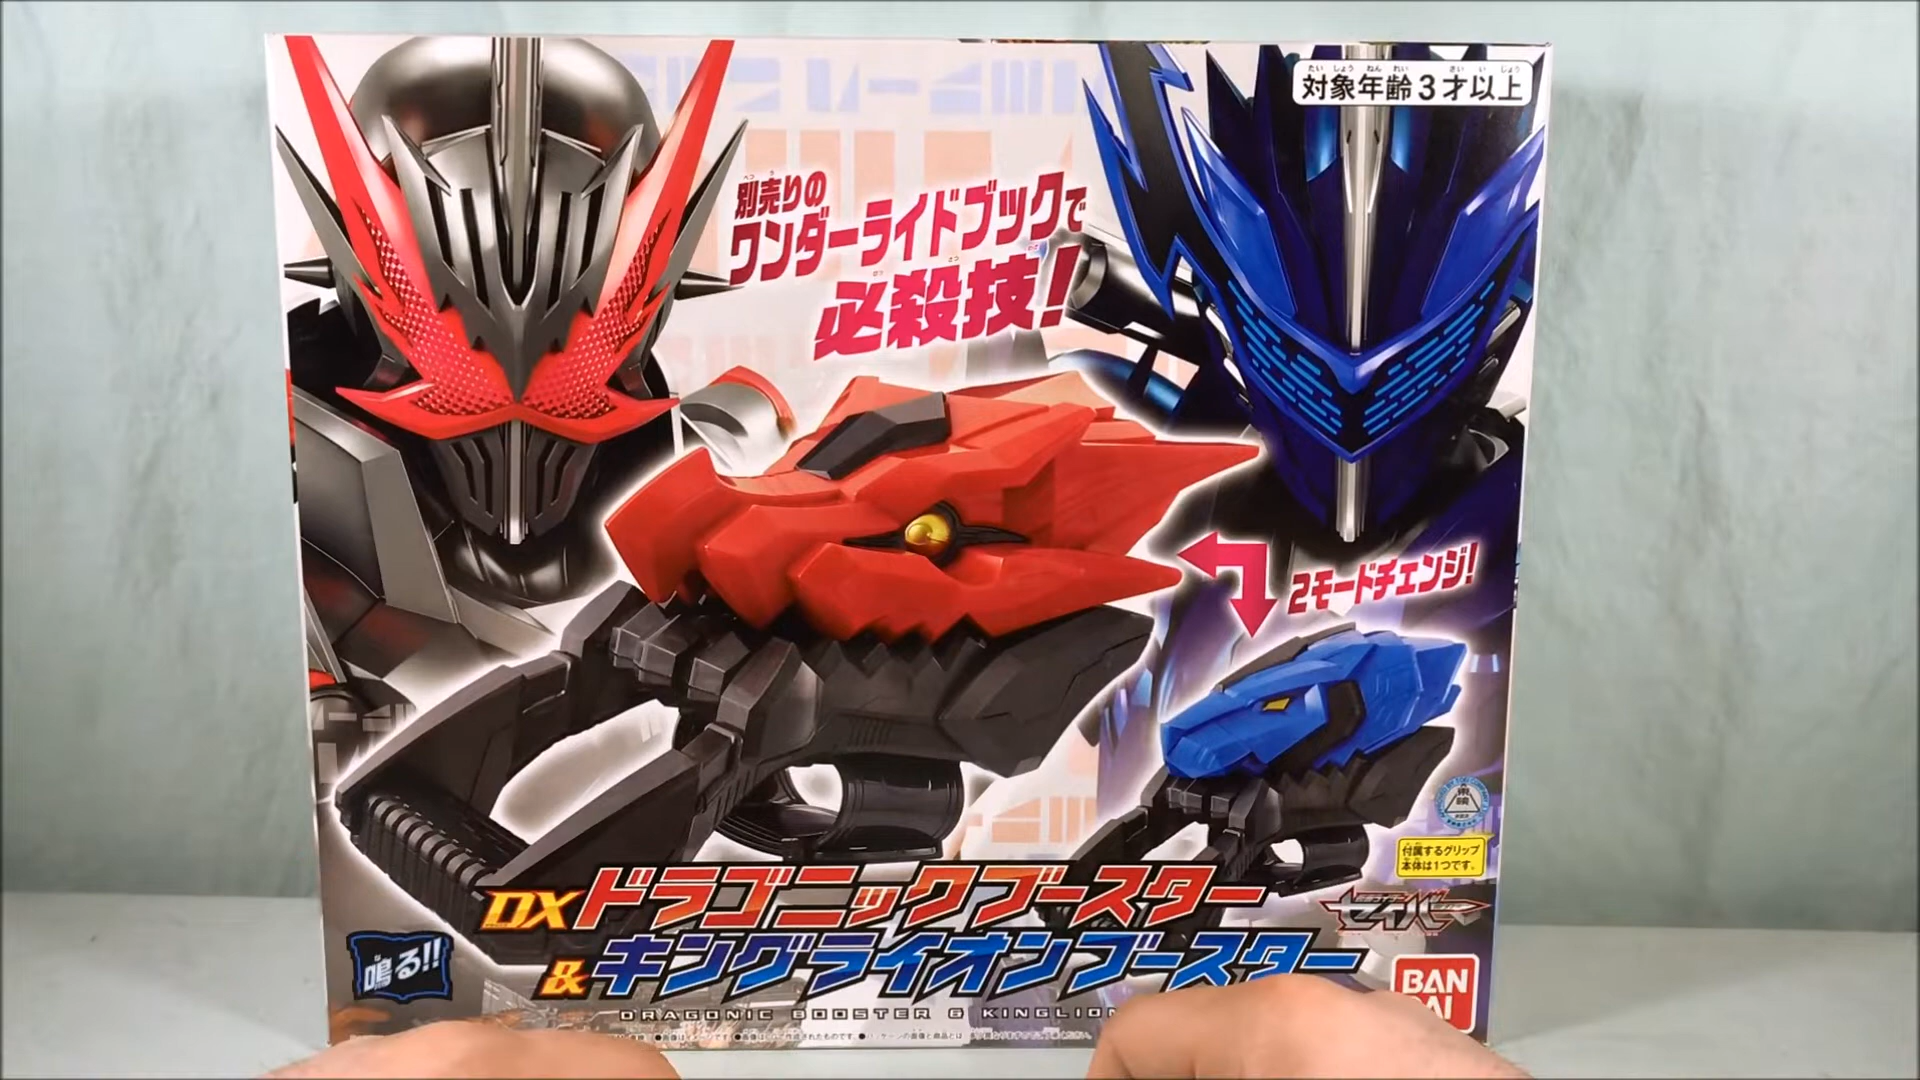 対象年齢3才以上
別売りの
ワンダーライドブックで
必殺技!
2モードチェンジ!
付属するグリップ
本体は1つです。
セイバー
DXドラゴニックブースター
&キングライオンブースター
鳴る!!
BAN
DAI
DRAGONIC BOOSTER & KINGLION